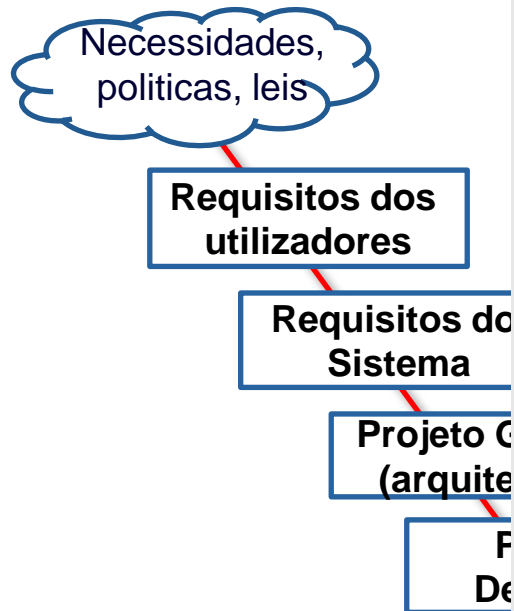 Necessidades,
politicas, leis
Requisitos dos
utilizadores
Requisitos do
Sistema
Projeto
(arquite
De